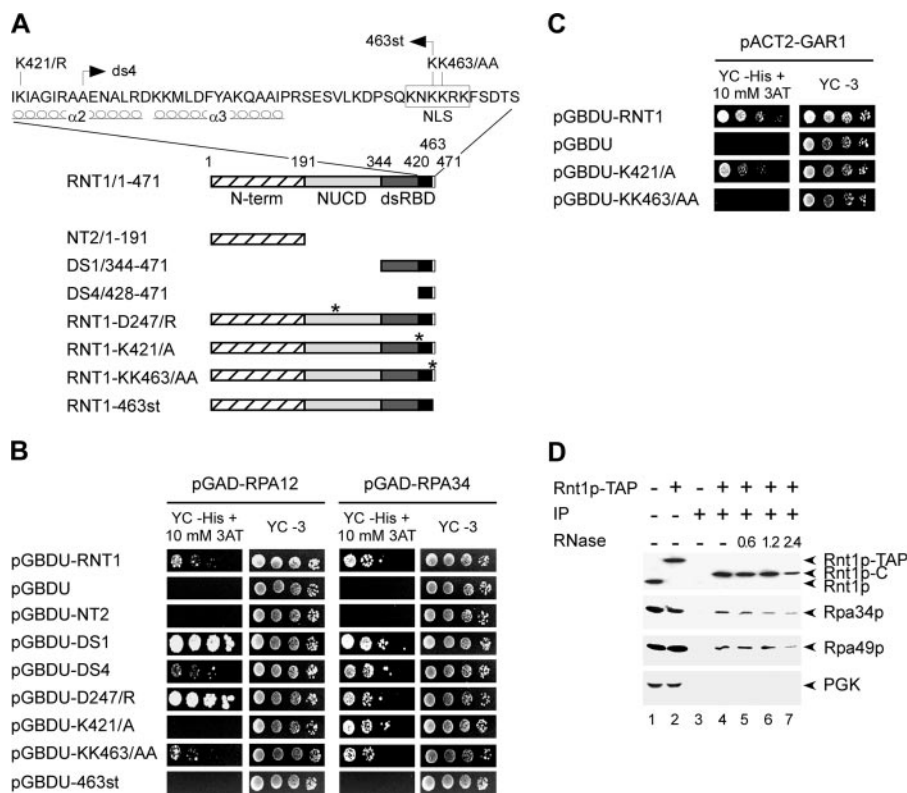 A
463st
K421/R
ds4
KK463/AA
IKIAGIRAAENALRDKKMLDFYAKQAAIPRSESVLKDPSQKNKKRKFSDTS
α2
α3
NLS
463
1
191
344
420
471
RNT1/1-471
N-term
NUCD
dsRBD
NT2/1-191
DS1/344-471
DS4/428-471
*
RNT1-D247/R
*
RNT1-K421/A
*
RNT1-KK463/AA
RNT1-463st
B
pGAD-RPA12
pGAD-RPA34
YC -His +
10 mM 3AT
YC -3
YC -His +
10 mM 3AT
YC -3
pGBDU-RNT1
pGBDU
pGBDU-NT2
pGBDU-DS1
pGBDU-DS4
pGBDU-D247/R
pGBDU-K421/A
pGBDU-KK463/AA
pGBDU-463st
C
pACT2-GAR1
YC -His +
10 mM 3AT
YC -3
pGBDU-RNT1
pGBDU
pGBDU-K421/A
pGBDU-KK463/AA
D
Rnt1p-TAP - + - + + + +
IP + + + + +
RNase - - - - 0.6 1.2 2.4
Rnt1p-TAP
Rnt1p-C
Rnt1p
Rpa34p
Rpa49p
PGK
1 2 3 4 5 6 7